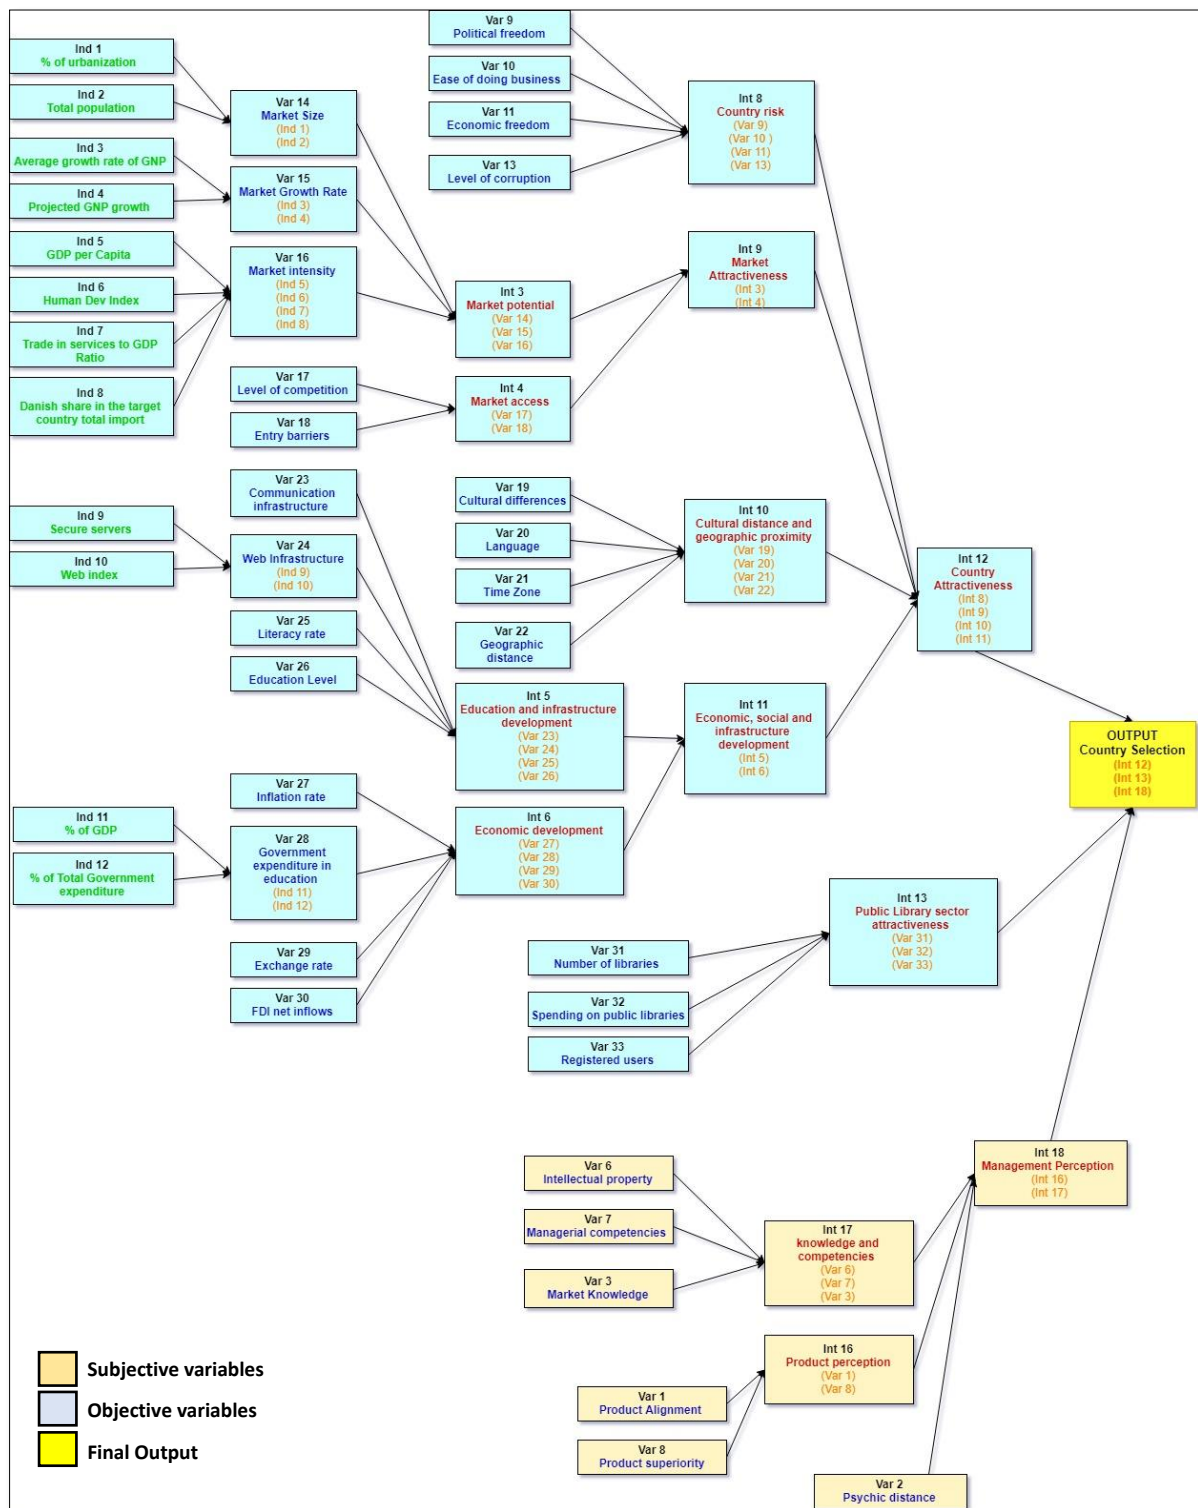 Ind 1
% of urbanization
Ind 2
Total population
Ind 3
Average growth rate of GNP
Ind 4
Projected GNP growth
Ind 5
GDP per Capita
Ind 6
Human Dev Index
Ind 7
Trade in services to GDP
Ratio
Ind 8
Danish share in the target
country total import
Var 14
Market Size
(Ind 1)
(Ind 2)
Var 15
Market Growth Rate
(Ind 3)
(Ind 4)
Var 16
Market intensity
(Ind 5)
(Ind 6)
(Ind 7)
(Ind 8)
Var 17
Level of competition
Var 18
Entry barriers
Var 9
Political freedom
Var 10
Ease of doing business
Var 11
Economic freedom
Var 13
Level of corruption
Int 3
Market potential
(Var 14)
(Var 15)
(Var 16)
Int 4
Market access
(Var 17)
(Var 18)
Int 8
Country risk
(Var 9)
(Var 10 )
(Var 11)
(Var 13)
Int 9
Market
Attractiveness
(Int 3)
(Int 4)
Ind 9
Secure servers
Ind 10
Web index
Var 23
Communication
infrastructure
Var 24
Web Infrastructure
(Ind 9)
(Ind 10)
Var 25
Literacy rate
Var 26
Education Level
Var 19
Cultural differences
Var 20
Language
Var 21
Time Zone
Var 22
Geographic
distance
Int 10
Cultural distance and
geographic proximity
(Var 19)
(Var 20)
(Var 21)
(Var 22)
Int 12
Country
Attractiveness
(Int 8)
(Int 9)
(Int 10)
(Int 11)
Int 5
Education and infrastructure
development
(Var 23)
(Var 24)
(Var 25)
(Var 26)
Int 11
Economic, social and
infrastructure
development
(Int 5)
(Int 6)
OUTPUT
Country Selection
(Int 12)
(Int 13)
(Int 18)
Ind 11
% of GDP
Ind 12
% of Total Government
expenditure
Var 27
Inflation rate
Var 28
Government
expenditure in
education
(Ind 11)
(Ind 12)
Var 29
Exchange rate
Var 30
FDI net inflows
Int 6
Economic development
(Var 27)
(Var 28)
(Var 29)
(Var 30)
Var 31
Number of libraries
Var 32
Spending on public libraries
Var 33
Registered users
Int 13
Public Library sector
attractiveness
(Var 31)
(Var 32)
(Var 33)
Var 6
Intellectual property
Var 7
Managerial competencies
Var 3
Market Knowledge
Int 17
knowledge and
competencies
(Var 6)
(Var 7)
(Var 3)
Int 18
Management Perception
(Int 16)
(Int 17)
Int 16
Product perception
(Var 1)
(Var 8)
Var 1
Product Alignment
Var 8
Product superiority
Var 2
Psychic distance
Subjective variables
Objective variables
Final Output